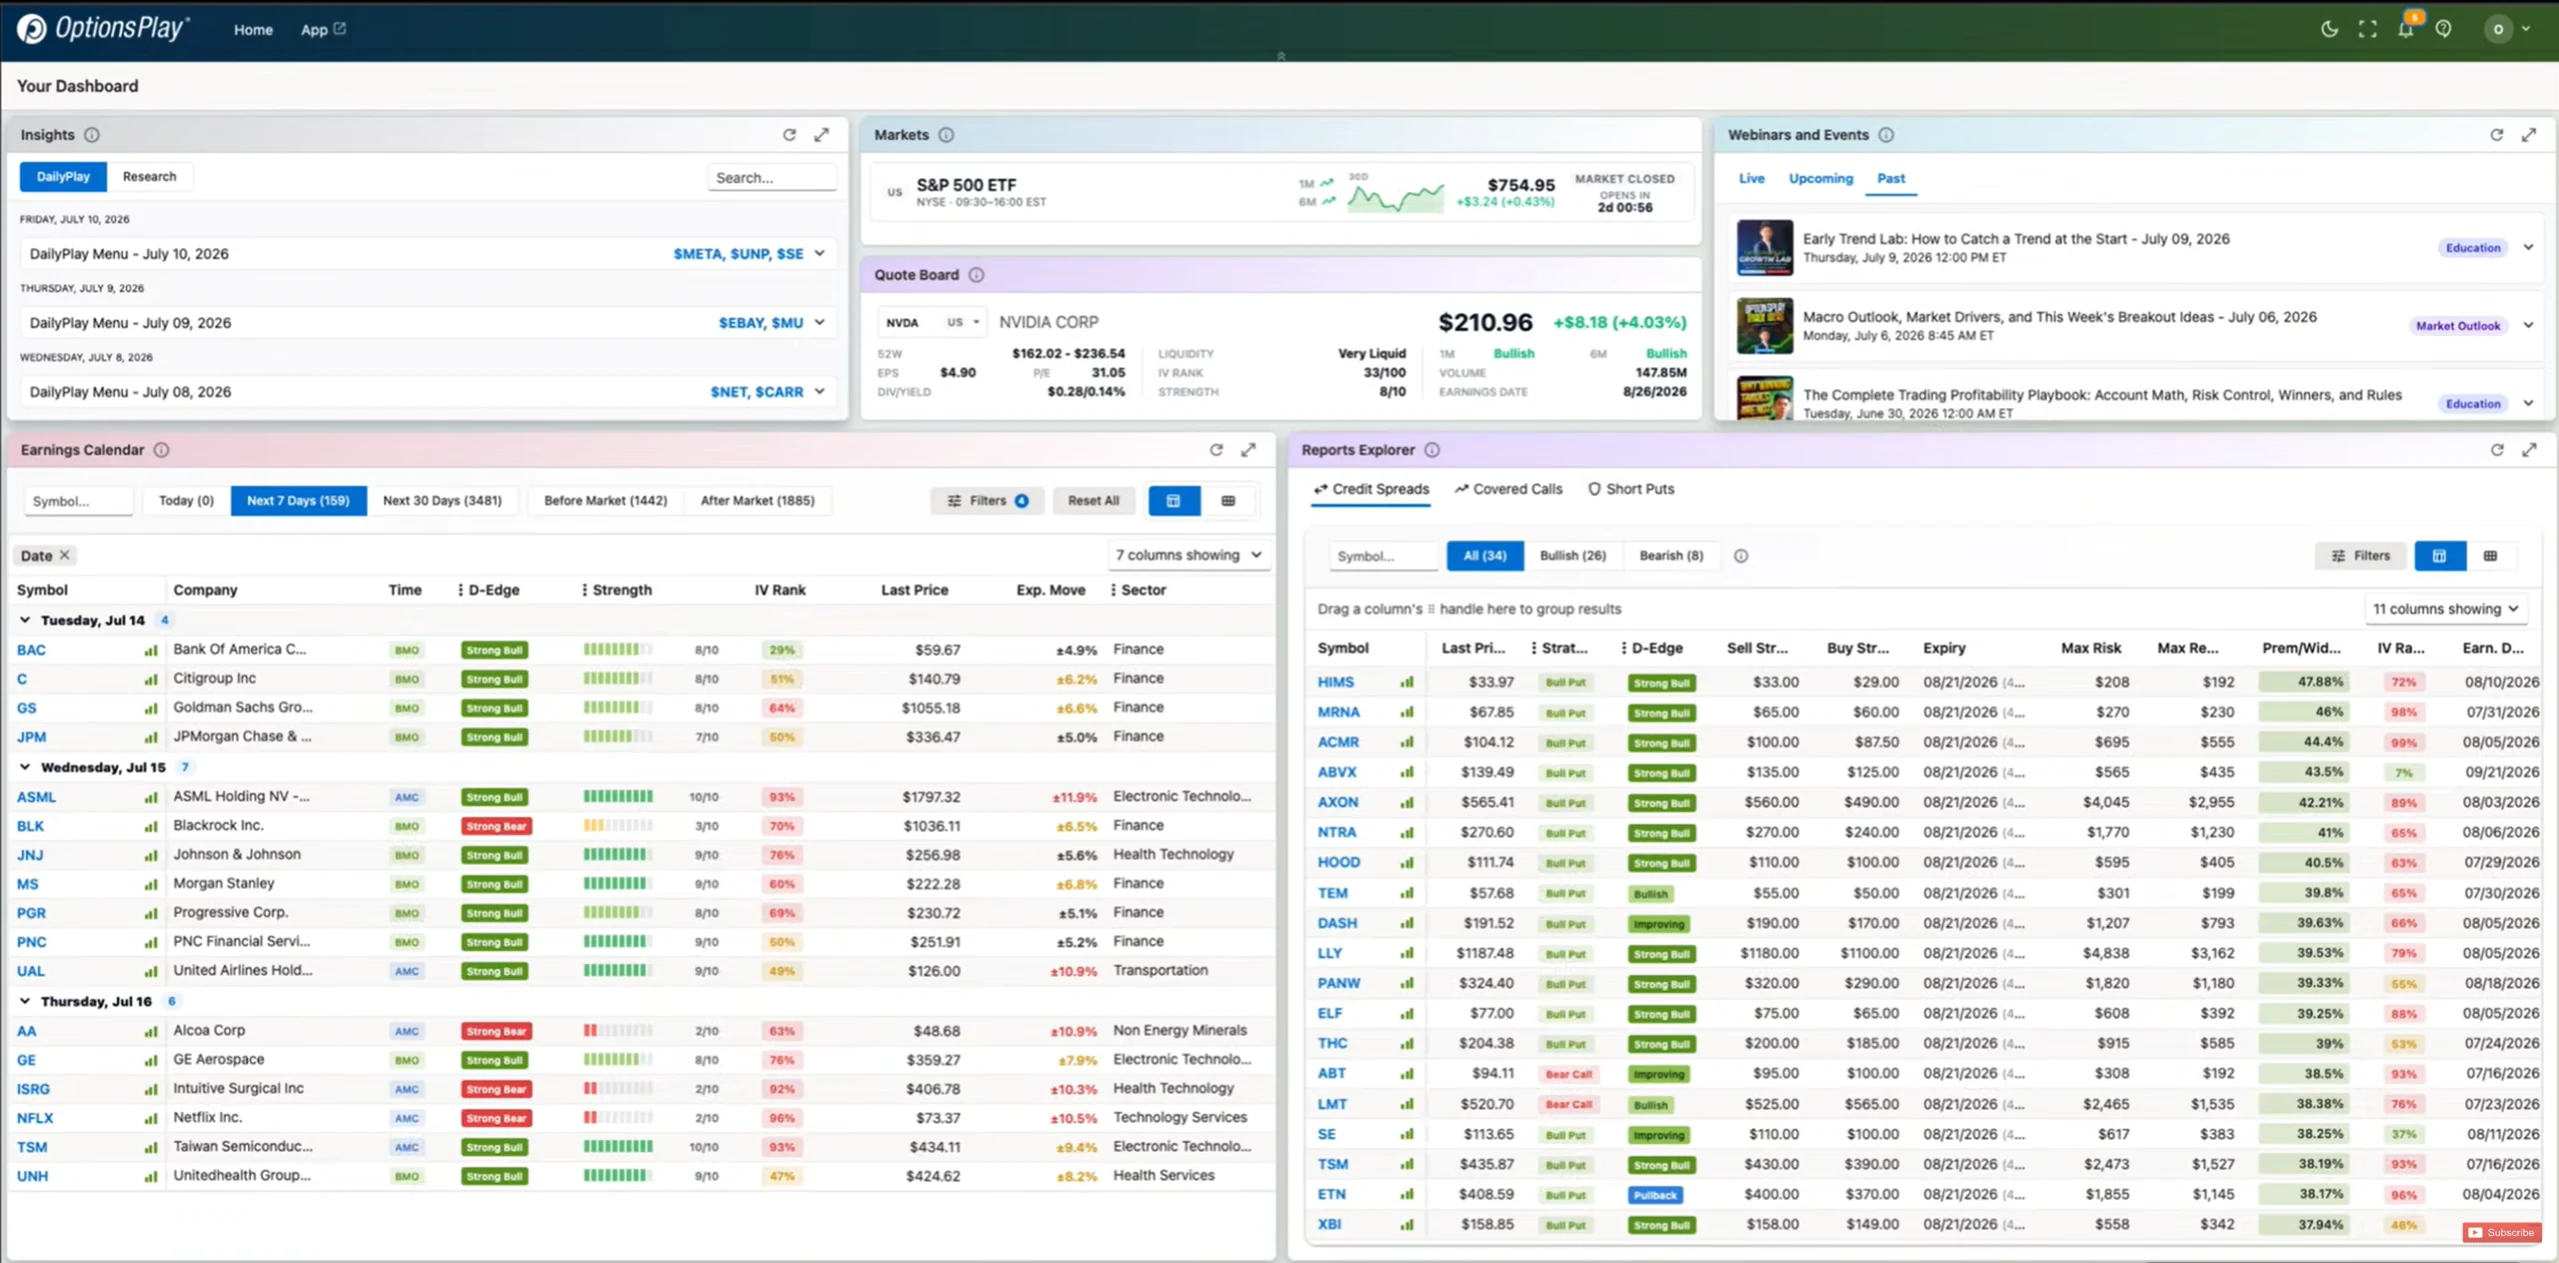 OptionsPlay® Home App 6 O
Your Dashboard
Insights
DailyPlay Research Search...
FRIDAY, JULY 10, 2026
DailyPlay Menu - July 10, 2026 $META, $UNP, $SE
THURSDAY, JULY 9, 2026
DailyPlay Menu - July 09, 2026 $EBAY, $MU
WEDNESDAY, JULY 8, 2026
DailyPlay Menu - July 08, 2026 $NET, $CARR
Markets
US S&P 500 ETF 1M 30D $754.95 MARKET CLOSED
NYSE · 09:30–16:00 EST 6M +$3.24 (+0.43%) OPENS IN
2d 00:56
Quote Board
NVDA US NVIDIA CORP $210.96 +$8.18 (+4.03%)
52W $162.02 - $236.54 LIQUIDITY Very Liquid 1M Bullish 6M Bullish
EPS $4.90 P/E 31.05 IV RANK 33/100 VOLUME 147.85M
DIV/YIELD $0.28/0.14% STRENGTH 8/10 EARNINGS DATE 8/26/2026
Webinars and Events
Live Upcoming Past
Early Trend Lab: How to Catch a Trend at the Start - July 09, 2026
Thursday, July 9, 2026 12:00 PM ET Education
Macro Outlook, Market Drivers, and This Week's Breakout Ideas - July 06, 2026
Monday, July 6, 2026 8:45 AM ET Market Outlook
The Complete Trading Profitability Playbook: Account Math, Risk Control, Winners, and Rules
Tuesday, June 30, 2026 12:00 AM ET Education
Earnings Calendar
Symbol... Today (0) Next 7 Days (159) Next 30 Days (3481) Before Market (1442) After Market (1885) Filters 4 Reset All
Date 7 columns showing
Symbol Company Time D-Edge Strength IV Rank Last Price Exp. Move Sector
Tuesday, Jul 14 4
BAC Bank Of America C... BMO Strong Bull 8/10 29% $59.67 ±4.9% Finance
C Citigroup Inc BMO Strong Bull 8/10 51% $140.79 ±6.2% Finance
GS Goldman Sachs Gro... BMO Strong Bull 8/10 64% $1055.18 ±6.6% Finance
JPM JPMorgan Chase & ... BMO Strong Bull 7/10 50% $336.47 ±5.0% Finance
Wednesday, Jul 15 7
ASML ASML Holding NV -... AMC Strong Bull 10/10 93% $1797.32 ±11.9% Electronic Technolo...
BLK Blackrock Inc. BMO Strong Bear 3/10 70% $1036.11 ±6.5% Finance
JNJ Johnson & Johnson BMO Strong Bull 9/10 76% $256.98 ±5.6% Health Technology
MS Morgan Stanley BMO Strong Bull 9/10 60% $222.28 ±6.8% Finance
PGR Progressive Corp. BMO Strong Bull 8/10 69% $230.72 ±5.1% Finance
PNC PNC Financial Servi... BMO Strong Bull 9/10 50% $251.91 ±5.2% Finance
UAL United Airlines Hold... AMC Strong Bull 9/10 49% $126.00 ±10.9% Transportation
Thursday, Jul 16 6
AA Alcoa Corp AMC Strong Bear 2/10 63% $48.68 ±10.9% Non Energy Minerals
GE GE Aerospace BMO Strong Bull 8/10 76% $359.27 ±7.9% Electronic Technolo...
ISRG Intuitive Surgical Inc AMC Strong Bear 2/10 92% $406.78 ±10.3% Health Technology
NFLX Netflix Inc. AMC Strong Bear 2/10 96% $73.37 ±10.5% Technology Services
TSM Taiwan Semiconduc... AMC Strong Bull 10/10 93% $434.11 ±9.4% Electronic Technolo...
UNH Unitedhealth Group... BMO Strong Bull 9/10 47% $424.62 ±8.2% Health Services
Reports Explorer
Credit Spreads Covered Calls Short Puts
Symbol... All (34) Bullish (26) Bearish (8) Filters
Drag a column's handle here to group results 11 columns showing
Symbol Last Pri... Strat... D-Edge Sell Str... Buy Str... Expiry Max Risk Max Re... Prem/Wid... IV Ra... Earn. D...
HIMS $33.97 Bull Put Strong Bull $33.00 $29.00 08/21/2026 (4... $208 $192 47.88% 72% 08/10/2026
MRNA $67.85 Bull Put Strong Bull $65.00 $60.00 08/21/2026 (4... $270 $230 46% 98% 07/31/2026
ACMR $104.12 Bull Put Strong Bull $100.00 $87.50 08/21/2026 (4... $695 $555 44.4% 99% 08/05/2026
ABVX $139.49 Bull Put Strong Bull $135.00 $125.00 08/21/2026 (4... $565 $435 43.5% 7% 09/21/2026
AXON $565.41 Bull Put Strong Bull $560.00 $490.00 08/21/2026 (4... $4,045 $2,955 42.21% 89% 08/03/2026
NTRA $270.60 Bull Put Strong Bull $270.00 $240.00 08/21/2026 (4... $1,770 $1,230 41% 65% 08/06/2026
HOOD $111.74 Bull Put Strong Bull $110.00 $100.00 08/21/2026 (4... $595 $405 40.5% 63% 07/29/2026
TEM $57.68 Bull Put Bullish $55.00 $50.00 08/21/2026 (4... $301 $199 39.8% 65% 07/30/2026
DASH $191.52 Bull Put Improving $190.00 $170.00 08/21/2026 (4... $1,207 $793 39.63% 66% 08/05/2026
LLY $1187.48 Bull Put Strong Bull $1180.00 $1100.00 08/21/2026 (4... $4,838 $3,162 39.53% 79% 08/05/2026
PANW $324.40 Bull Put Strong Bull $320.00 $290.00 08/21/2026 (4... $1,820 $1,180 39.33% 55% 08/18/2026
ELF $77.00 Bull Put Strong Bull $75.00 $65.00 08/21/2026 (4... $608 $392 39.25% 88% 08/05/2026
THC $204.38 Bull Put Strong Bull $200.00 $185.00 08/21/2026 (4... $915 $585 39% 53% 07/24/2026
ABT $94.11 Bear Call Improving $95.00 $100.00 08/21/2026 (4... $308 $192 38.5% 93% 07/16/2026
LMT $520.70 Bear Call Bullish $525.00 $565.00 08/21/2026 (4... $2,465 $1,535 38.38% 76% 07/23/2026
SE $113.65 Bull Put Improving $110.00 $100.00 08/21/2026 (4... $617 $383 38.25% 37% 08/11/2026
TSM $435.87 Bull Put Strong Bull $430.00 $390.00 08/21/2026 (4... $2,473 $1,527 38.19% 93% 07/16/2026
ETN $408.59 Bull Put Pullback $400.00 $370.00 08/21/2026 (4... $1,855 $1,145 38.17% 96% 08/04/2026
XBI $158.85 Bull Put Strong Bull $158.00 $149.00 08/21/2026 (4... $558 $342 37.94% 46%
Subscribe